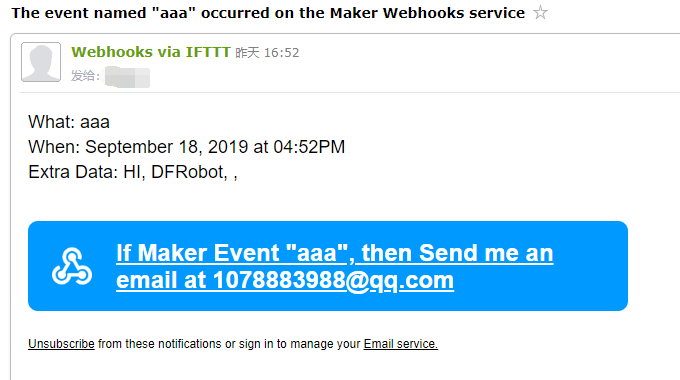 The event named "aaa" occurred on the Maker Webhooks service ☆
Webhooks via IFTTT 昨天 16:52
发给：
What: aaa
When: September 18, 2019 at 04:52PM
Extra Data: HI, DFRobot, ,
If Maker Event "aaa", then Send me an
email at 1078883988@qq.com
Unsubscribe from these notifications or sign in to manage your Email service.